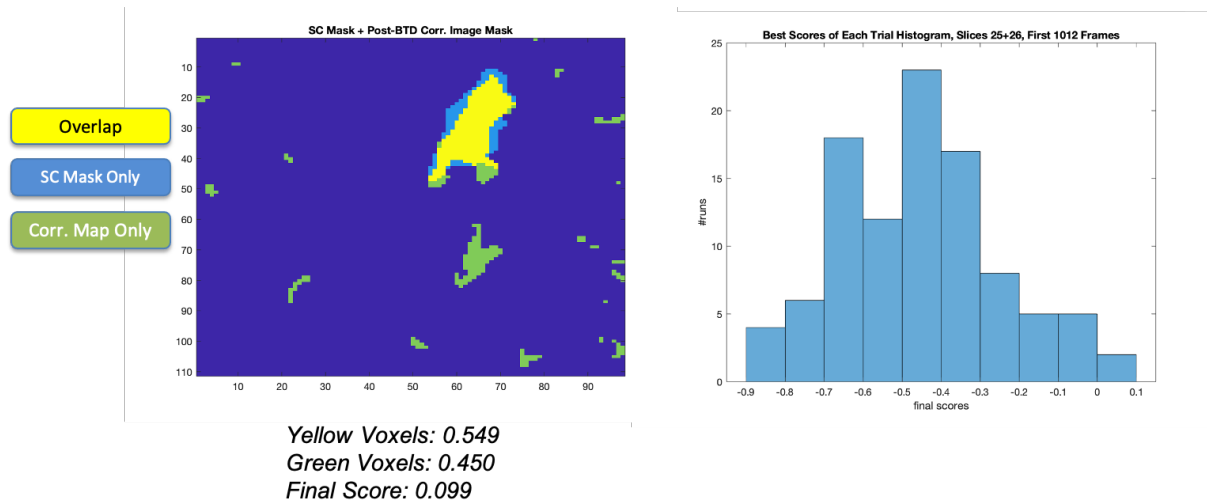 SC Mask + Post-BTD Corr. Image Mask
10
20
30
40
50
60
70
80
90
100
110
10 20 30 40 50 60 70 80 90
Overlap
SC Mask Only
Corr. Map Only
Yellow Voxels: 0.549
Green Voxels: 0.450
Final Score: 0.099
Best Scores of Each Trial Histogram, Slices 25+26, First 1012 Frames
25
20
15
10
5
0
#runs
-0.9 -0.8 -0.7 -0.6 -0.5 -0.4 -0.3 -0.2 -0.1 0 0.1
final scores